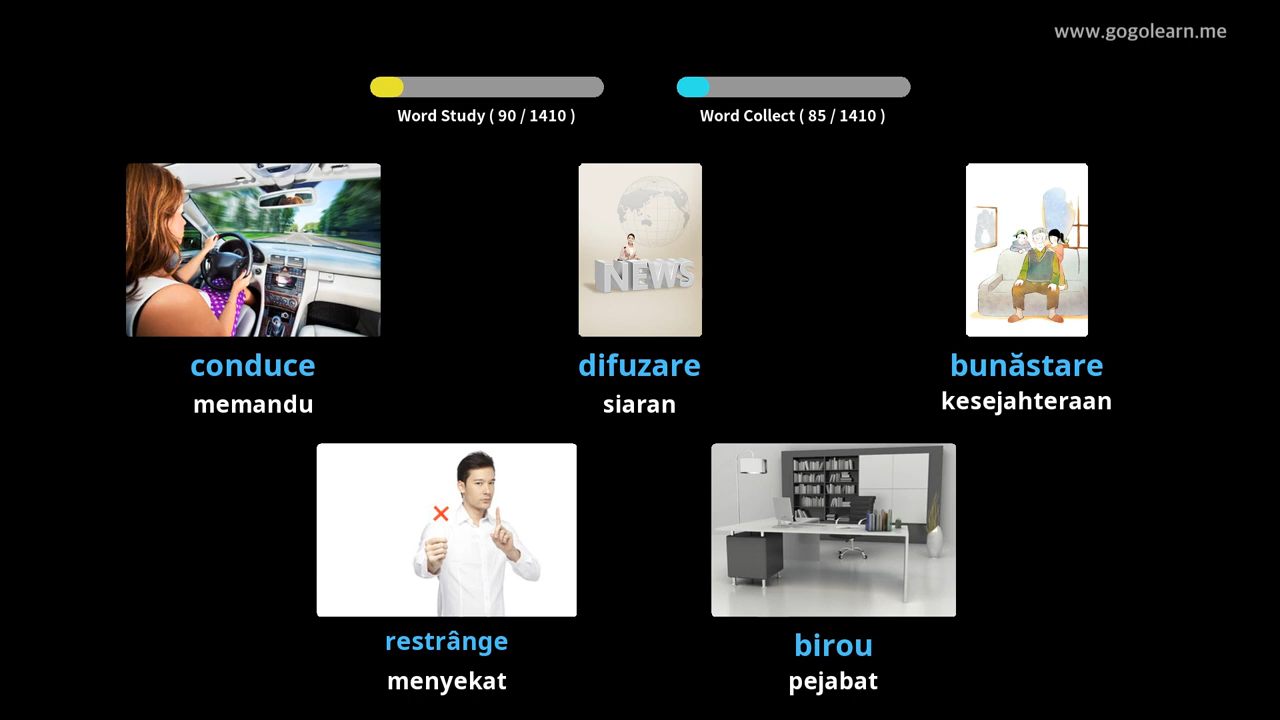 www.gogolearn.me
Word Study ( 90 / 1410 )
Word Collect ( 85 / 1410 )
NEWS
conduce
difuzare
bunăstare
memandu
siaran
kesejahteraan
restrânge
birou
menyekat
pejabat